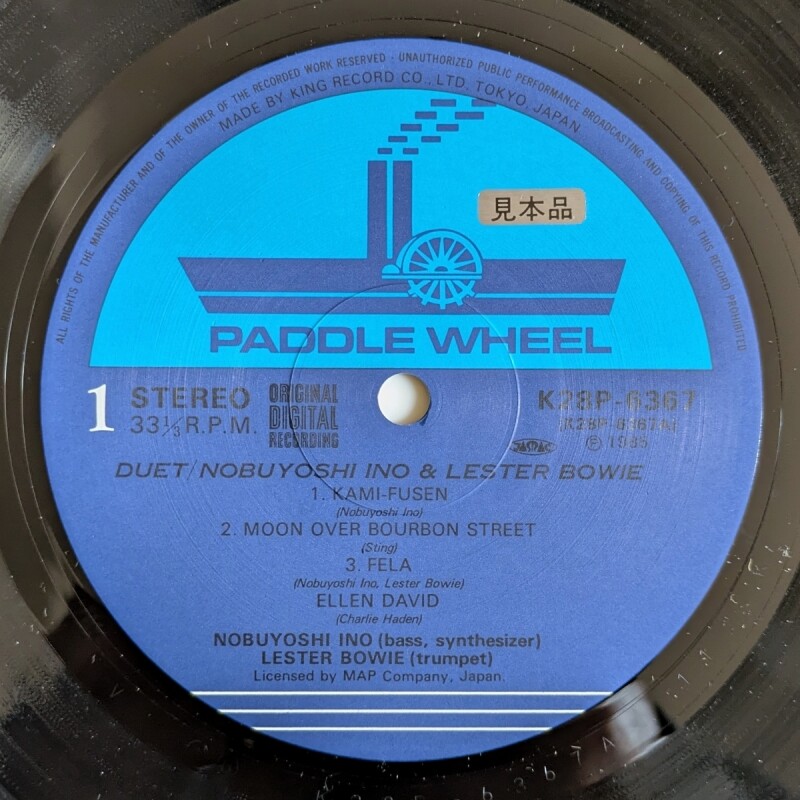 ALL RIGHTS OF THE MANUFACTURER AND OF THE OWNER OF THE RECORDED WORK RESERVED · UNAUTHORIZED PUBLIC PERFORMANCE BROADCASTING AND COPYING OF THIS RECORD PROHIBITED
MADE BY KING RECORD CO., LTD. TOKYO, JAPAN
見本品
PADDLE WHEEL
1 STEREO
33⅓ R.P.M.
ORIGINAL
DIGITAL
RECORDING
K28P-6367
(K28P-6367A)
JASRAC
Ⓟ 1985
DUET/NOBUYOSHI INO & LESTER BOWIE
1. KAMI-FUSEN
(Nobuyoshi Ino)
2. MOON OVER BOURBON STREET
(Sting)
3. FELA
(Nobuyoshi Ino, Lester Bowie)
ELLEN DAVID
(Charlie Haden)
NOBUYOSHI INO (bass, synthesizer)
LESTER BOWIE (trumpet)
Licensed by MAP Company, Japan.